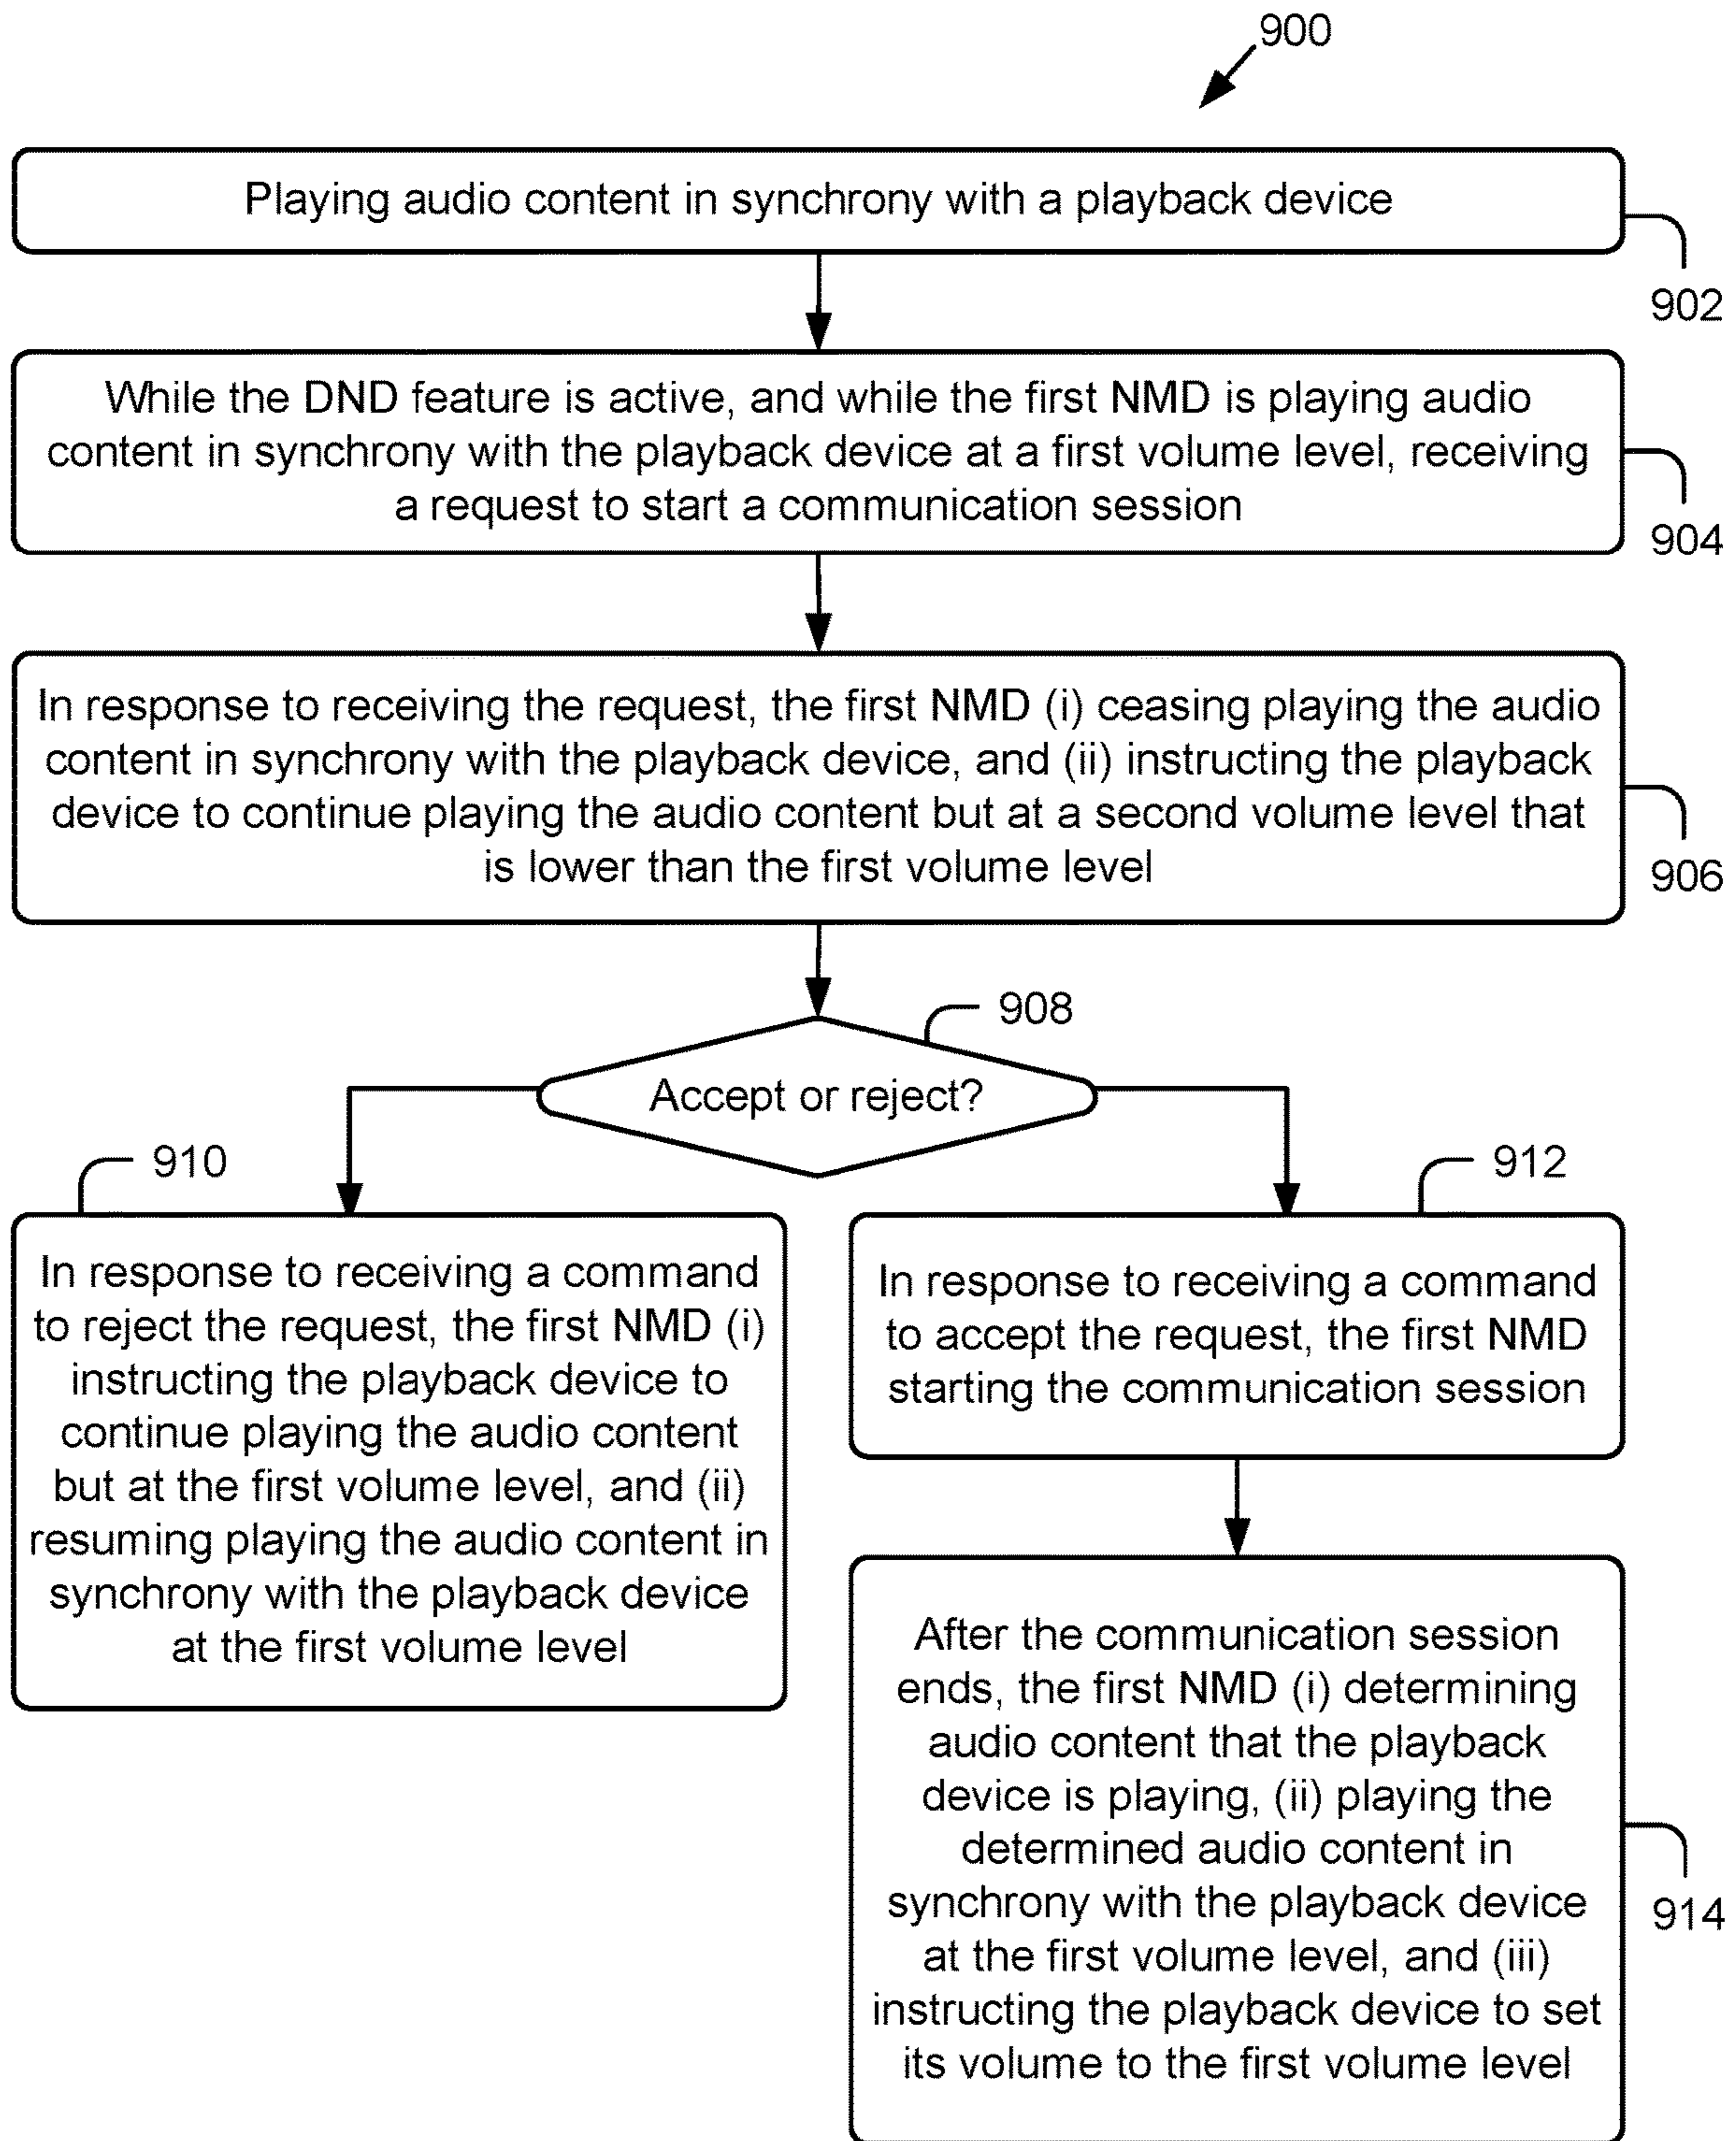 900
Playing audio content in synchrony with a playback device
902
While the DND feature is active, and while the first NMD is playing audio
content in synchrony with the playback device at a first volume level, receiving
a request to start a communication session
904
In response to receiving the request, the first NMD (i) ceasing playing the audio
content in synchrony with the playback device, and (ii) instructing the playback
device to continue playing the audio content but at a second volume level that
is lower than the first volume level
906
908
Accept or reject?
910
In response to receiving a command
to reject the request, the first NMD (i)
instructing the playback device to
continue playing the audio content
but at the first volume level, and (ii)
resuming playing the audio content in
synchrony with the playback device
at the first volume level
912
In response to receiving a command
to accept the request, the first NMD
starting the communication session
After the communication session
ends, the first NMD (i) determining
audio content that the playback
device is playing, (ii) playing the
determined audio content in
synchrony with the playback device
at the first volume level, and (iii)
instructing the playback device to set
its volume to the first volume level
914